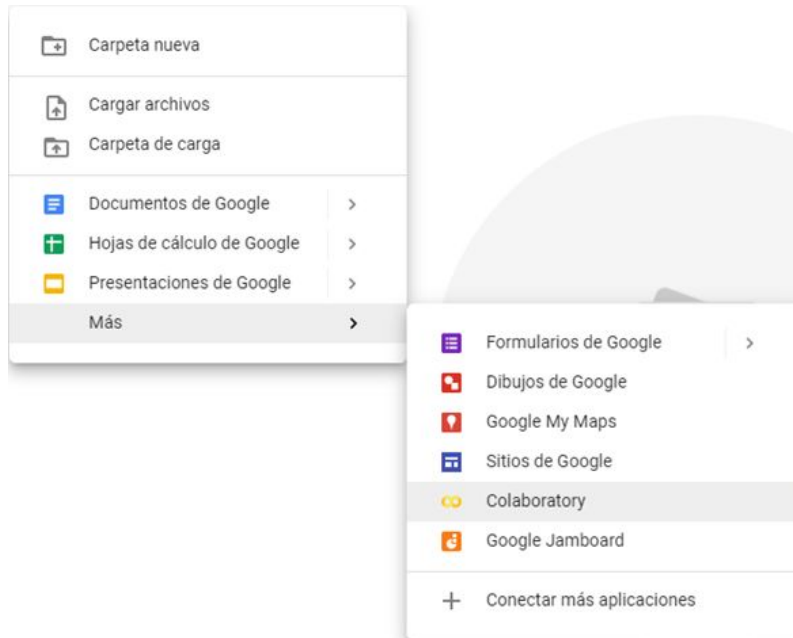 Carpeta nueva
Cargar archivos
Carpeta de carga
Documentos de Google
Hojas de cálculo de Google
Presentaciones de Google
Más
Formularios de Google
Dibujos de Google
Google My Maps
Sitios de Google
Colaboratory
Google Jamboard
Conectar más aplicaciones